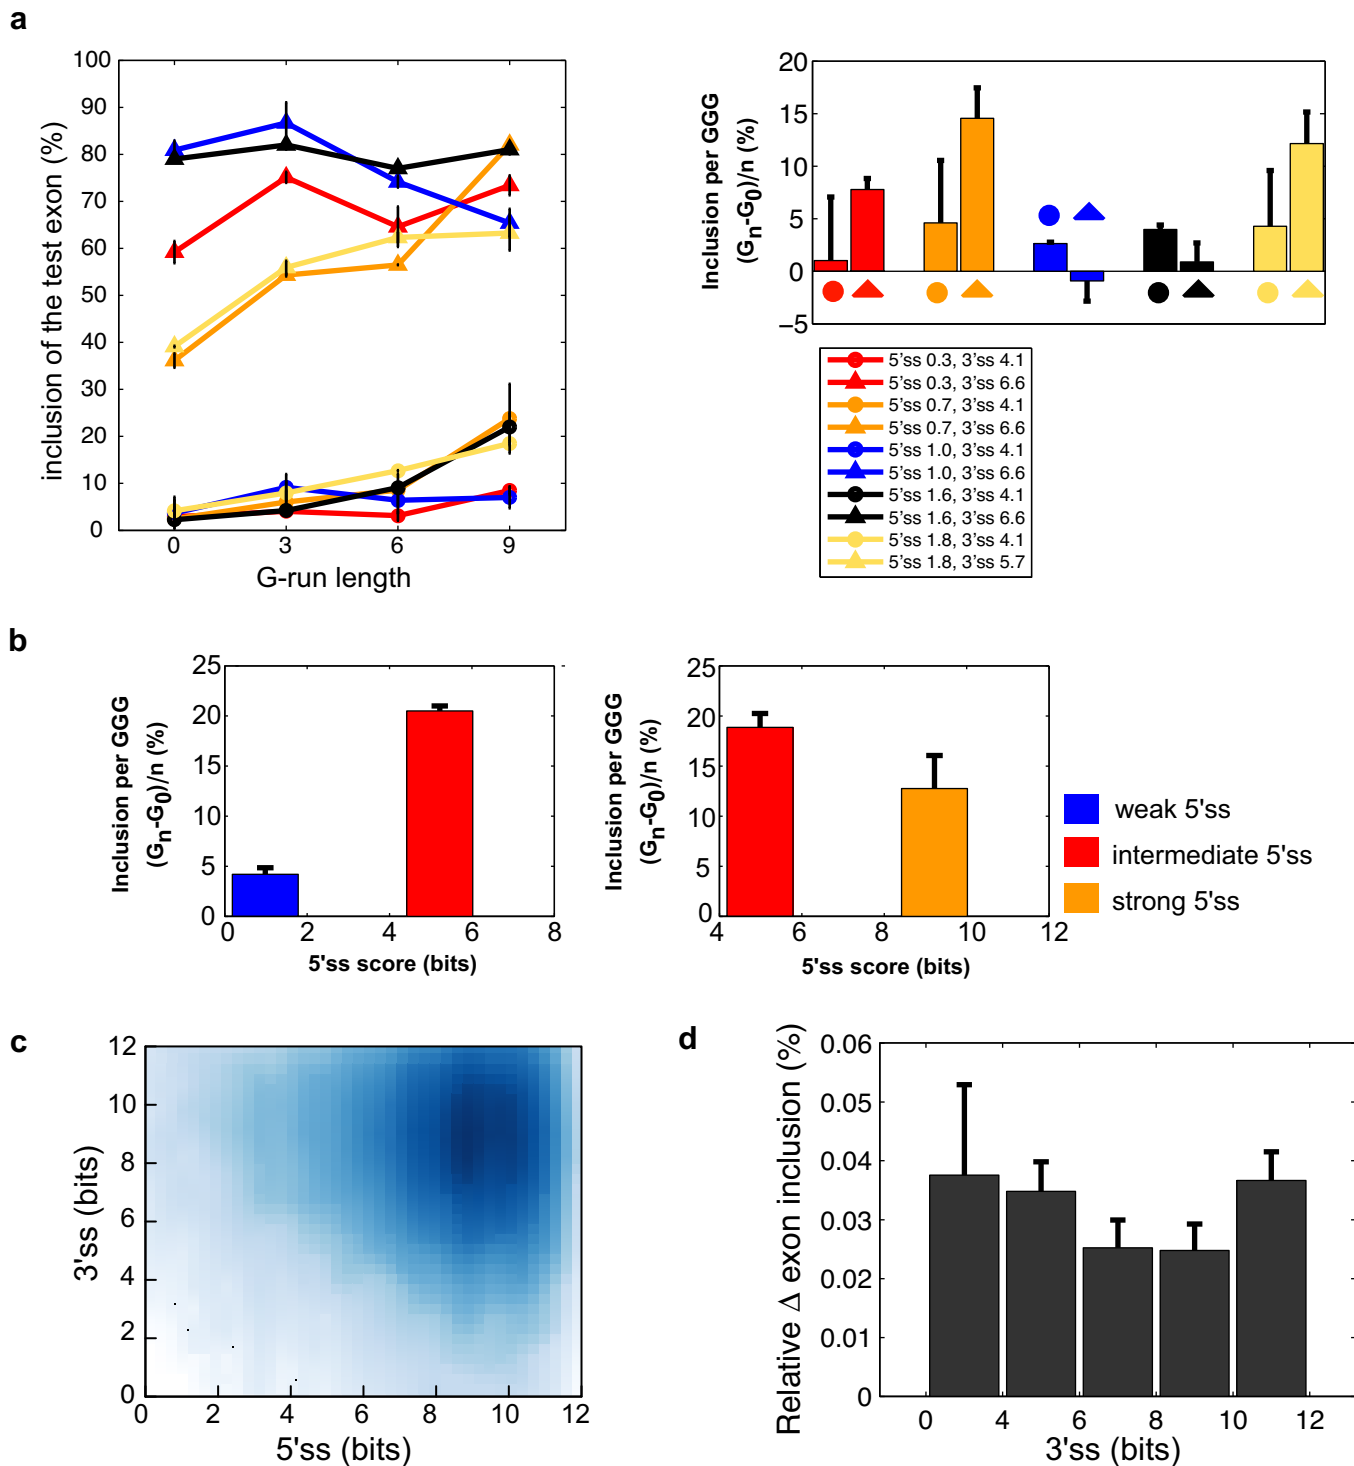 a
100
90
80
70
60
50
40
30
20
10
0
inclusion of the test exon (%)
0 3 6 9
G-run length
20
15
10
5
0
−5
Inclusion per GGG
(Gn-G0)/n (%)
5'ss 0.3, 3'ss 4.1
5'ss 0.3, 3'ss 6.6
5'ss 0.7, 3'ss 4.1
5'ss 0.7, 3'ss 6.6
5'ss 1.0, 3'ss 4.1
5'ss 1.0, 3'ss 6.6
5'ss 1.6, 3'ss 4.1
5'ss 1.6, 3'ss 6.6
5'ss 1.8, 3'ss 4.1
5'ss 1.8, 3'ss 5.7
b
25
20
15
10
5
0
Inclusion per GGG
(Gn-G0)/n (%)
0 2 4 6 8
5'ss score (bits)
25
20
15
10
5
0
Inclusion per GGG
(Gn-G0)/n (%)
4 6 8 10 12
5'ss score (bits)
weak 5'ss
intermediate 5'ss
strong 5'ss
c
12
10
8
6
4
2
0
3'ss (bits)
0 2 4 6 8 10 12
5'ss (bits)
d
0.06
0.05
0.04
0.03
0.02
0.01
0
Relative Δ exon inclusion (%)
0 2 4 6 8 10 12
3'ss (bits)